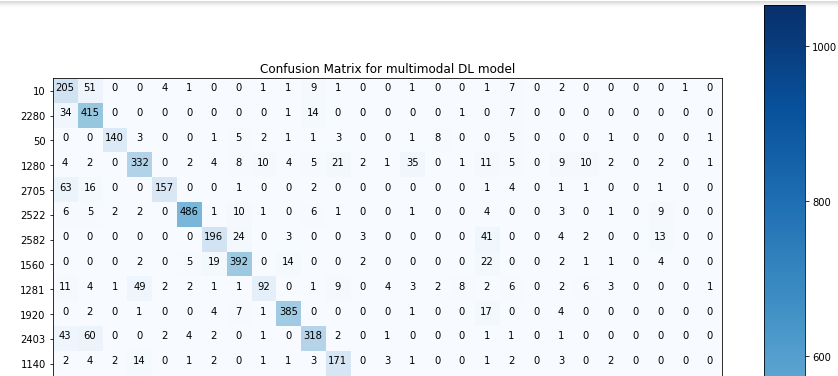 Confusion Matrix for multimodal DL model
10 205 51 0 0 4 1 0 0 1 1 9 1 0 0 1 0 0 1 7 0 2 0 0 0 0 1 0
2280 34 415 0 0 0 0 0 0 0 1 14 0 0 0 0 0 1 0 7 0 0 0 0 0 0 0 0
50 0 0 140 3 0 0 1 5 2 1 1 3 0 0 1 8 0 0 5 0 0 0 1 0 0 0 1
1280 4 2 0 332 0 2 4 8 10 4 5 21 2 1 35 0 1 11 5 0 9 10 2 0 2 0 1
2705 63 16 0 0 157 0 0 1 0 0 2 0 0 0 0 0 0 1 4 0 1 1 0 0 1 0 0
2522 6 5 2 2 0 486 1 10 1 0 6 1 0 0 1 0 0 4 0 0 3 0 1 0 9 0 0
2582 0 0 0 0 0 0 196 24 0 3 0 0 3 0 0 0 0 41 0 0 4 2 0 0 13 0 0
1560 0 0 0 2 0 5 19 392 0 14 0 0 2 0 0 0 0 22 0 0 2 1 1 0 4 0 0
1281 11 4 1 49 2 2 1 1 92 0 1 9 0 4 3 2 8 2 6 0 2 6 3 0 0 0 1
1920 0 2 0 1 0 0 4 7 1 385 0 0 0 0 1 0 0 17 0 0 4 0 0 0 0 0 0
2403 43 60 0 0 2 4 2 0 1 0 318 2 0 1 0 0 0 1 1 0 1 0 0 0 0 0 0
1140 2 4 2 14 0 1 2 0 1 1 3 171 0 3 1 0 0 1 2 0 3 0 2 0 0 0 0
1000
800
600